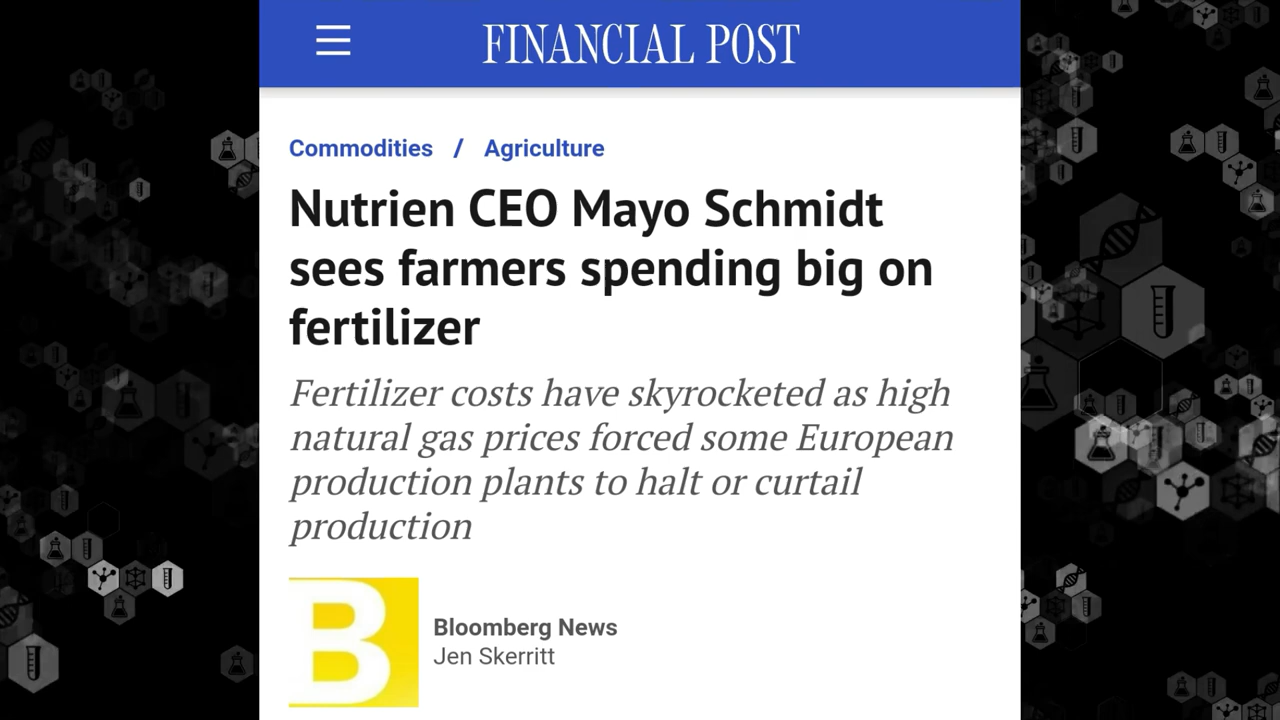 FINANCIAL POST
Commodities / Agriculture
Nutrien CEO Mayo Schmidt
sees farmers spending big on
fertilizer
Fertilizer costs have skyrocketed as high
natural gas prices forced some European
production plants to halt or curtail
production
B
Bloomberg News
Jen Skerritt